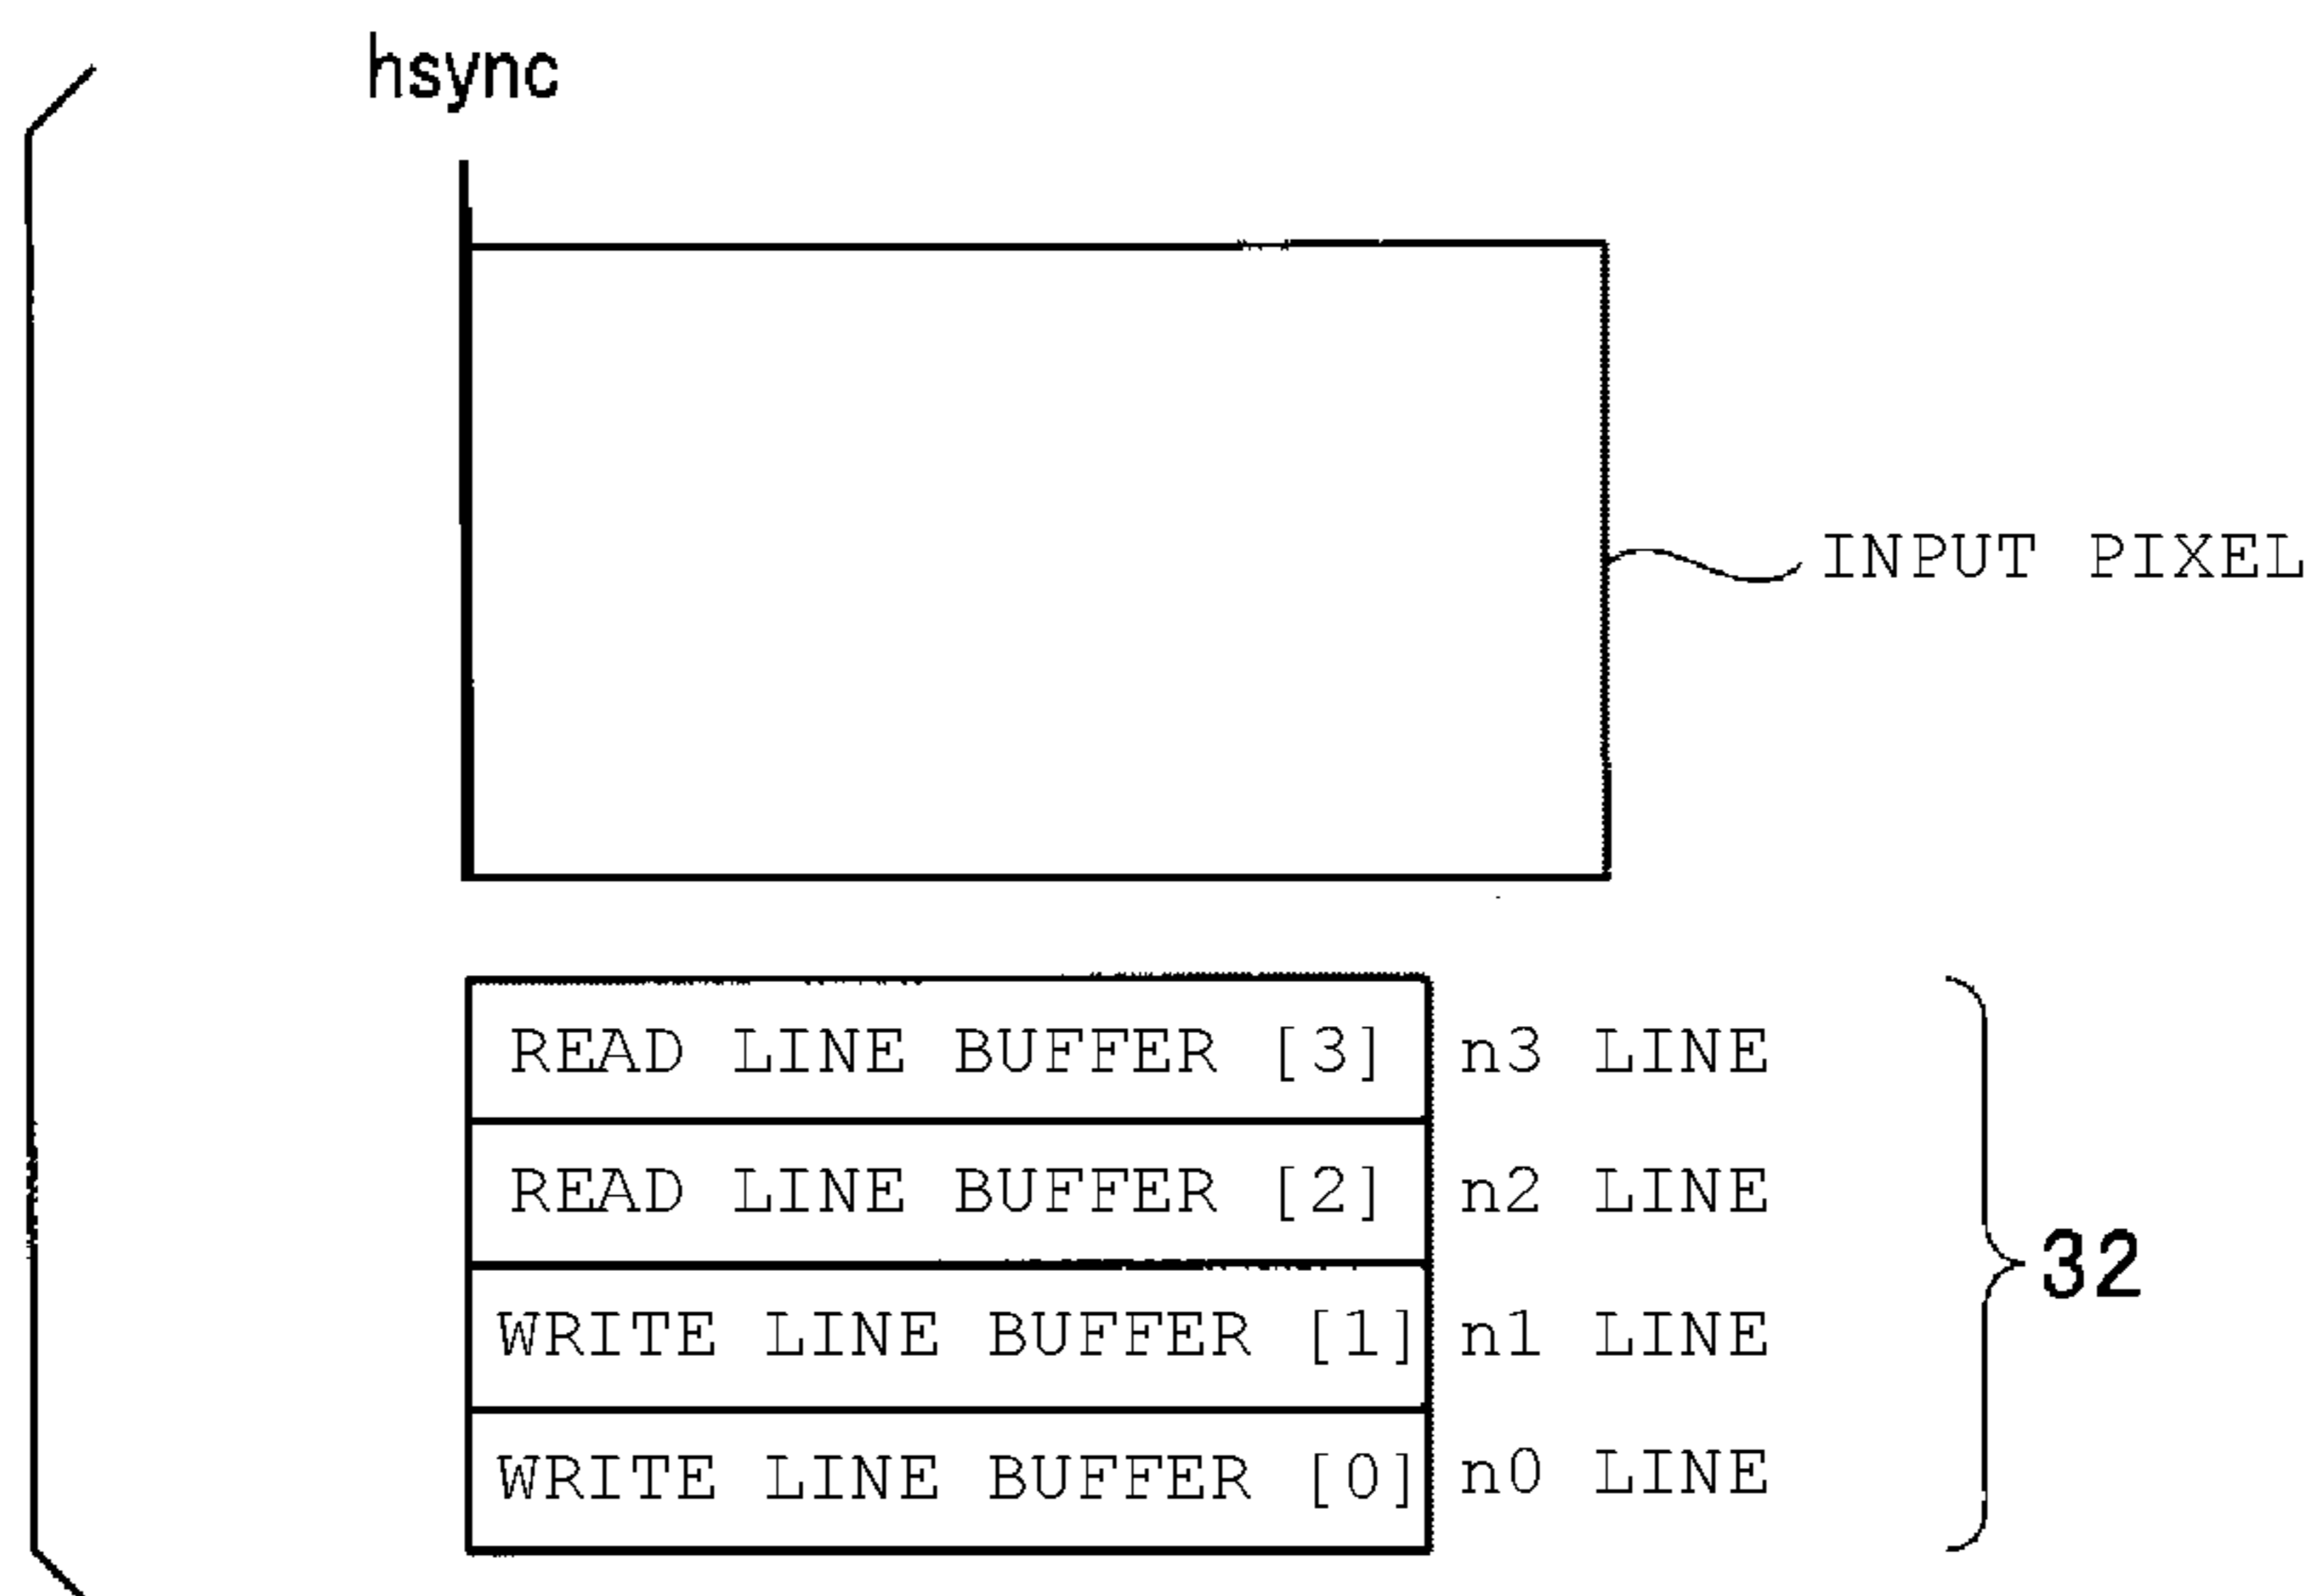 hsync
INPUT PIXEL
READ LINE BUFFER [3] n3 LINE
READ LINE BUFFER [2] n2 LINE
WRITE LINE BUFFER [1] n1 LINE
32
WRITE LINE BUFFER [0] n0 LINE